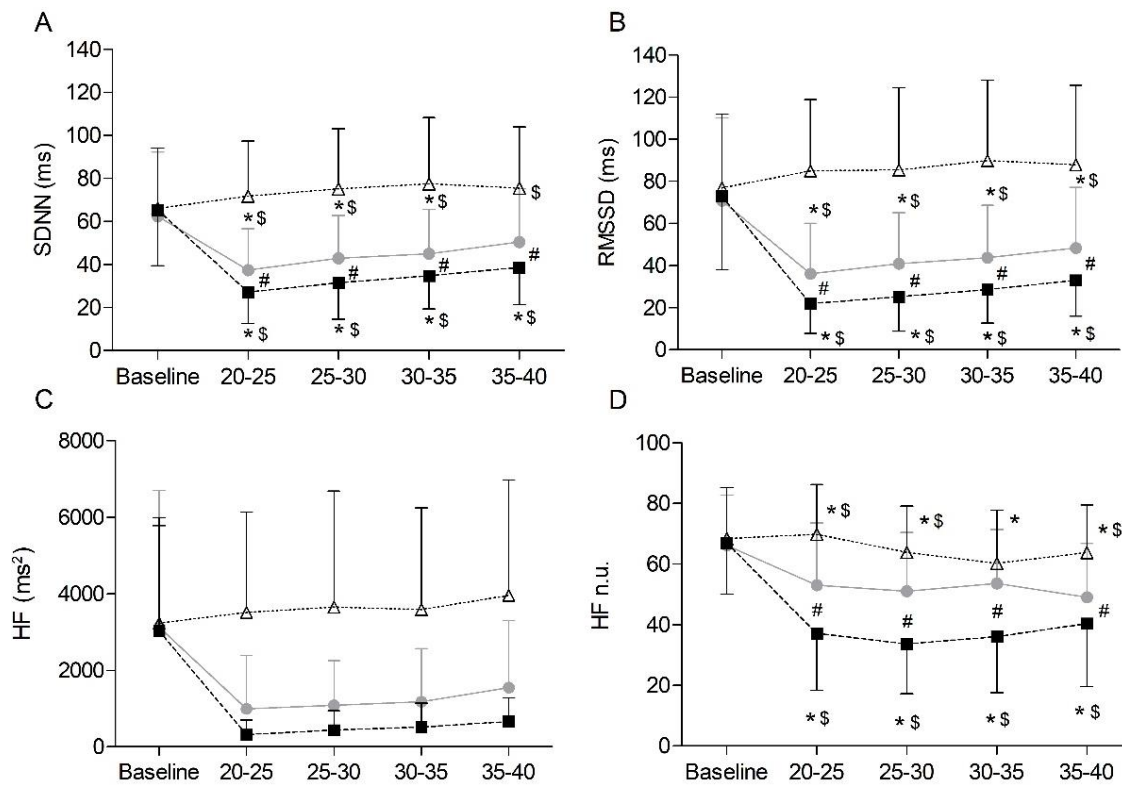 A
SDNN (ms)
140
120
100
80
60
40
20
0
*$ *$ *$ $
# # # #
*$ *$ *$ *$
Baseline 20-25 25-30 30-35 35-40
B
RMSSD (ms)
140
120
100
80
60
40
20
0
*$ *$ *$ *$
# # # #
*$ *$ *$ *$
Baseline 20-25 25-30 30-35 35-40
C
HF (ms²)
8000
6000
4000
2000
0
Baseline 20-25 25-30 30-35 35-40
D
HF n.u.
100
80
60
40
20
0
*$ *$ * *$
# # # #
*$ *$ *$ *$
Baseline 20-25 25-30 30-35 35-40